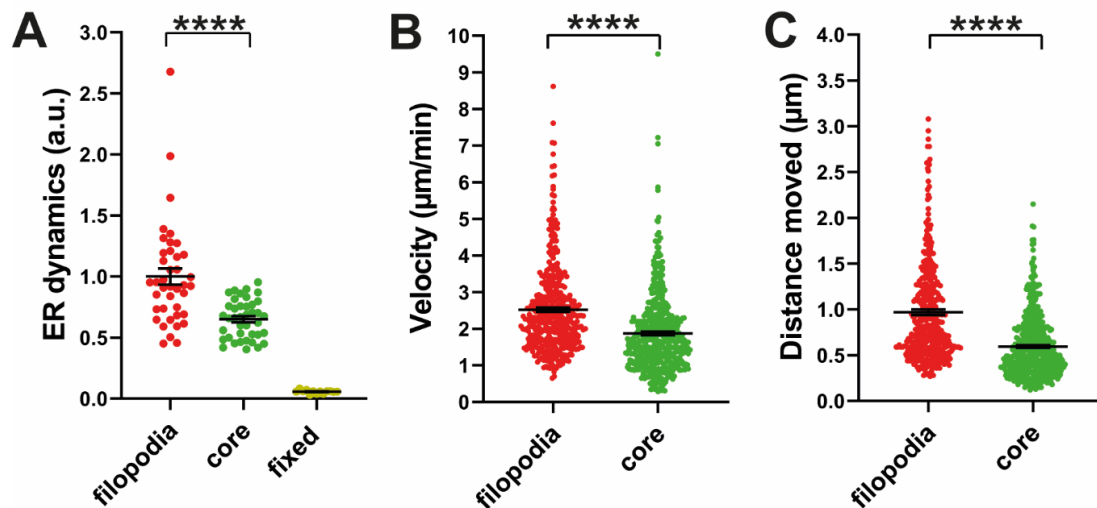 A
ER dynamics (a.u.)
3.0
2.5
2.0
1.5
1.0
0.5
0.0
****
filopodia
core
fixed
B
Velocity (µm/min)
10
9
8
7
6
5
4
3
2
1
0
****
filopodia
core
C
Distance moved (µm)
4.0
3.5
3.0
2.5
2.0
1.5
1.0
0.5
0.0
****
filopodia
core